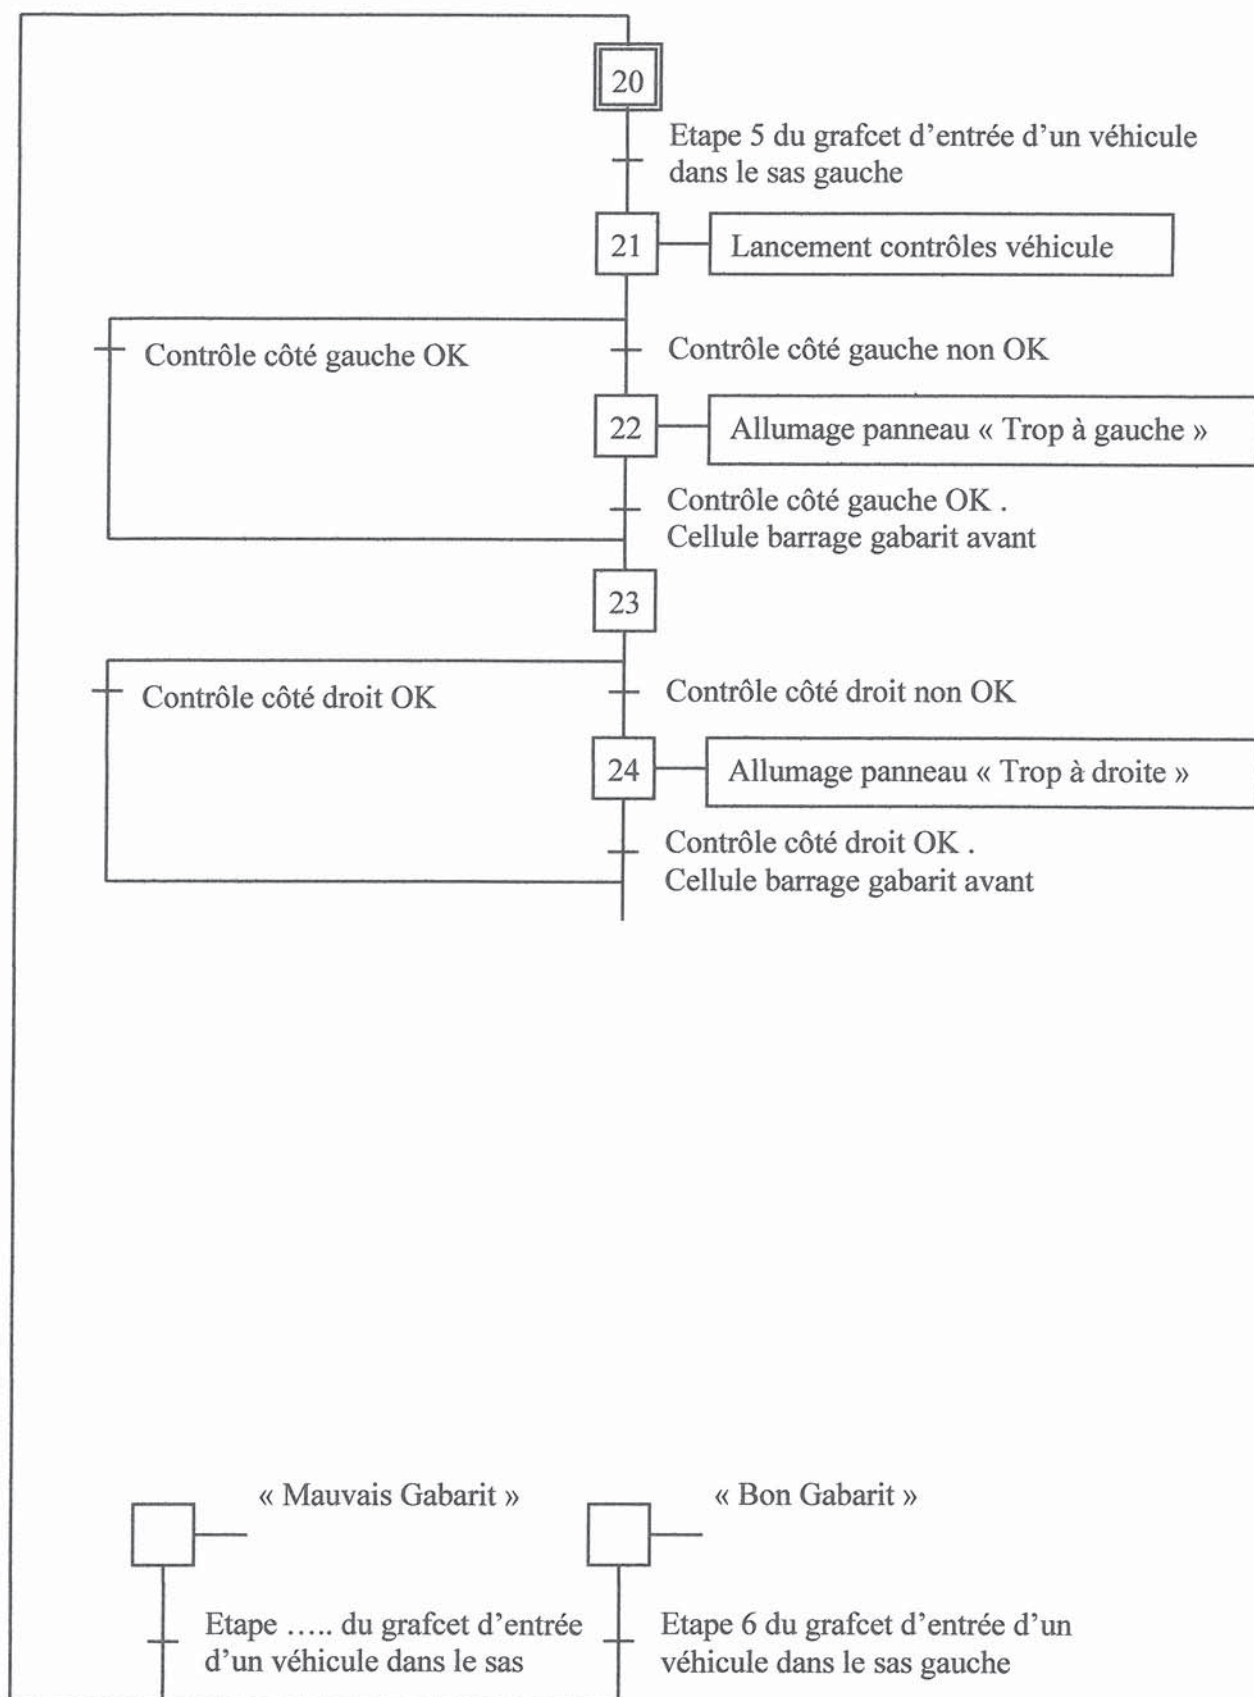 20
Etape 5 du grafcet d'entrée d'un véhicule
dans le sas gauche
21
Lancement contrôles véhicule
Contrôle côté gauche OK
Contrôle côté gauche non OK
22
Allumage panneau « Trop à gauche »
Contrôle côté gauche OK .
Cellule barrage gabarit avant
23
Contrôle côté droit OK
Contrôle côté droit non OK
24
Allumage panneau « Trop à droite »
Contrôle côté droit OK .
Cellule barrage gabarit avant
« Mauvais Gabarit »
« Bon Gabarit »
Etape ….. du grafcet d'entrée
d'un véhicule dans le sas
Etape 6 du grafcet d'entrée d'un
véhicule dans le sas gauche